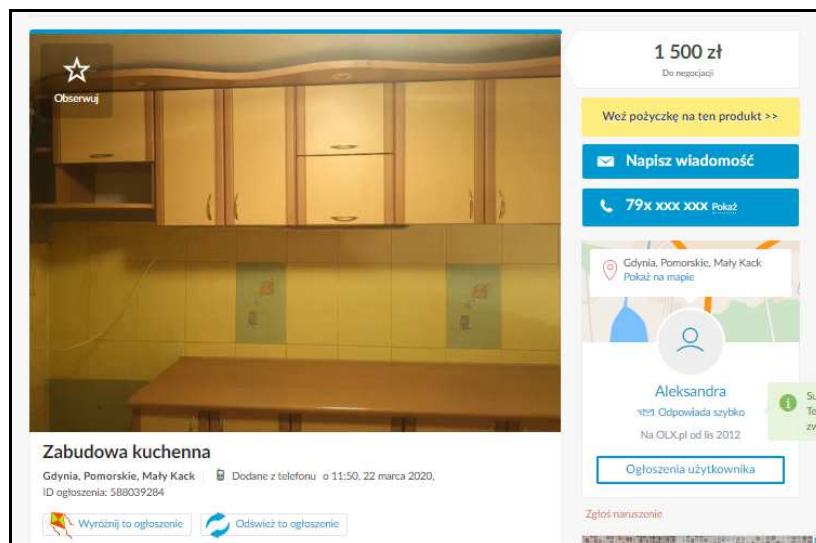 Obserwuj
1 500 zł
Do negocjacji
Weź pożyczkę na ten produkt >>
Napisz wiadomość
79x xxx xxx Pokaż
Gdynia, Pomorskie, Mały Kack
Pokaż na mapie
Aleksandra
Odpowiada szybko
Na OLX.pl od lis 2012
Ogłoszenia użytkownika
Zgłoś naruszenie
Zabudowa kuchenna
Gdynia, Pomorskie, Mały Kack Dodane z telefonu o 11:50, 22 marca 2020,
ID ogłoszenia: 588039284
Wyróżnij to ogłoszenie Odśwież to ogłoszenie